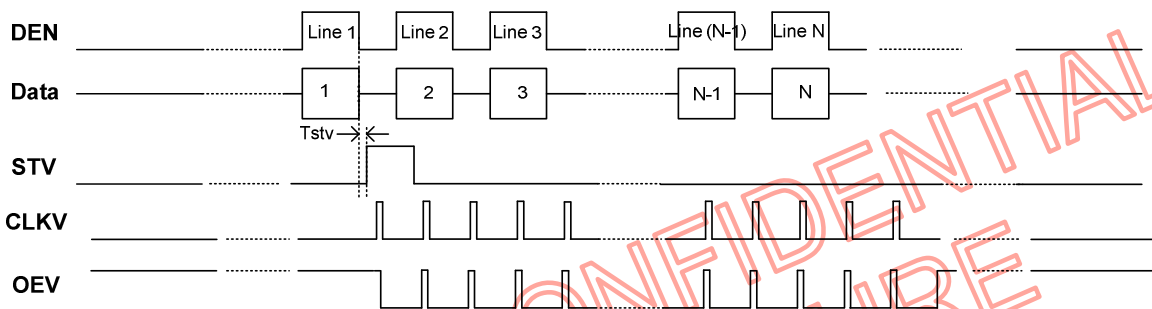 DEN
Line 1
Line 2
Line 3
Line (N-1)
Line N
Data
1
2
3
N-1
N
Tstv
STV
CLKV
OEV
CONFIDENTIAL